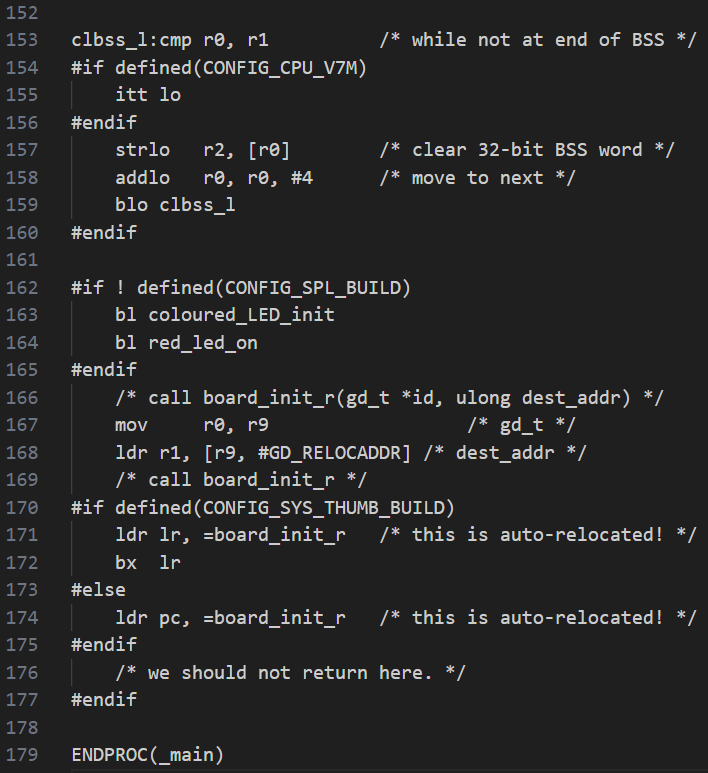 152
153 clbss_l:cmp r0, r1 /* while not at end of BSS */
154 #if defined(CONFIG_CPU_V7M)
155 itt lo
156 #endif
157 strlo r2, [r0] /* clear 32-bit BSS word */
158 addlo r0, r0, #4 /* move to next */
159 blo clbss_l
160 #endif
161
162 #if ! defined(CONFIG_SPL_BUILD)
163 bl coloured_LED_init
164 bl red_led_on
165 #endif
166 /* call board_init_r(gd_t *id, ulong dest_addr) */
167 mov r0, r9 /* gd_t */
168 ldr r1, [r9, #GD_RELOCADDR] /* dest_addr */
169 /* call board_init_r */
170 #if defined(CONFIG_SYS_THUMB_BUILD)
171 ldr lr, =board_init_r /* this is auto-relocated! */
172 bx lr
173 #else
174 ldr pc, =board_init_r /* this is auto-relocated! */
175 #endif
176 /* we should not return here. */
177 #endif
178
179 ENDPROC(_main)